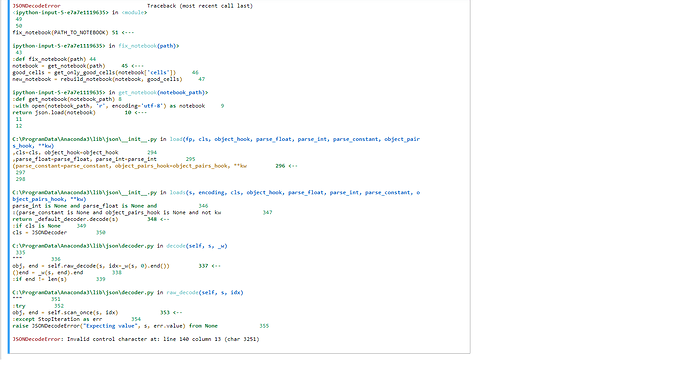 JSONDecodeError Traceback (most recent call last)
<ipython-input-5-e7a7e1119635> in <module>
49
50
fix_notebook(PATH_TO_NOTEBOOK) 51 <---
ipython-input-5-e7a7e1119635> in fix_notebook(path)>
43
:def fix_notebook(path) 44
notebook = get_notebook(path) 45 <---
good_cells = get_only_good_cells(notebook['cells']) 46
new_notebook = rebuild_notebook(notebook, good_cells) 47
ipython-input-5-e7a7e1119635> in get_notebook(notebook_path)>
:def get_notebook(notebook_path) 8
:with open(notebook_path, 'r', encoding='utf-8') as notebook 9
return json.load(notebook) 10 <---
11
12
C:\ProgramData\Anaconda3\lib\json\__init__.py in load(fp, cls, object_hook, parse_float, parse_int, parse_constant, object_pair
s_hook, **kw)
,cls=cls, object_hook=object_hook 294
,parse_float=parse_float, parse_int=parse_int 295
(parse_constant=parse_constant, object_pairs_hook=object_pairs_hook, **kw 296 <--
297
298
C:\ProgramData\Anaconda3\lib\json\__init__.py in loads(s, encoding, cls, object_hook, parse_float, parse_int, parse_constant, o
bject_pairs_hook, **kw)
parse_int is None and parse_float is None and 346
:(parse_constant is None and object_pairs_hook is None and not kw 347
return _default_decoder.decode(s) 348 <--
:if cls is None 349
cls = JSONDecoder 350
C:\ProgramData\Anaconda3\lib\json\decoder.py in decode(self, s, _w)
335
""" 336
obj, end = self.raw_decode(s, idx=_w(s, 0).end()) 337 <--
()end = _w(s, end).end 338
:if end != len(s) 339
C:\ProgramData\Anaconda3\lib\json\decoder.py in raw_decode(self, s, idx)
""" 351
:try 352
obj, end = self.scan_once(s, idx) 353 <--
:except StopIteration as err 354
raise JSONDecodeError("Expecting value", s, err.value) from None 355
JSONDecodeError: Invalid control character at: line 140 column 13 (char 3251)